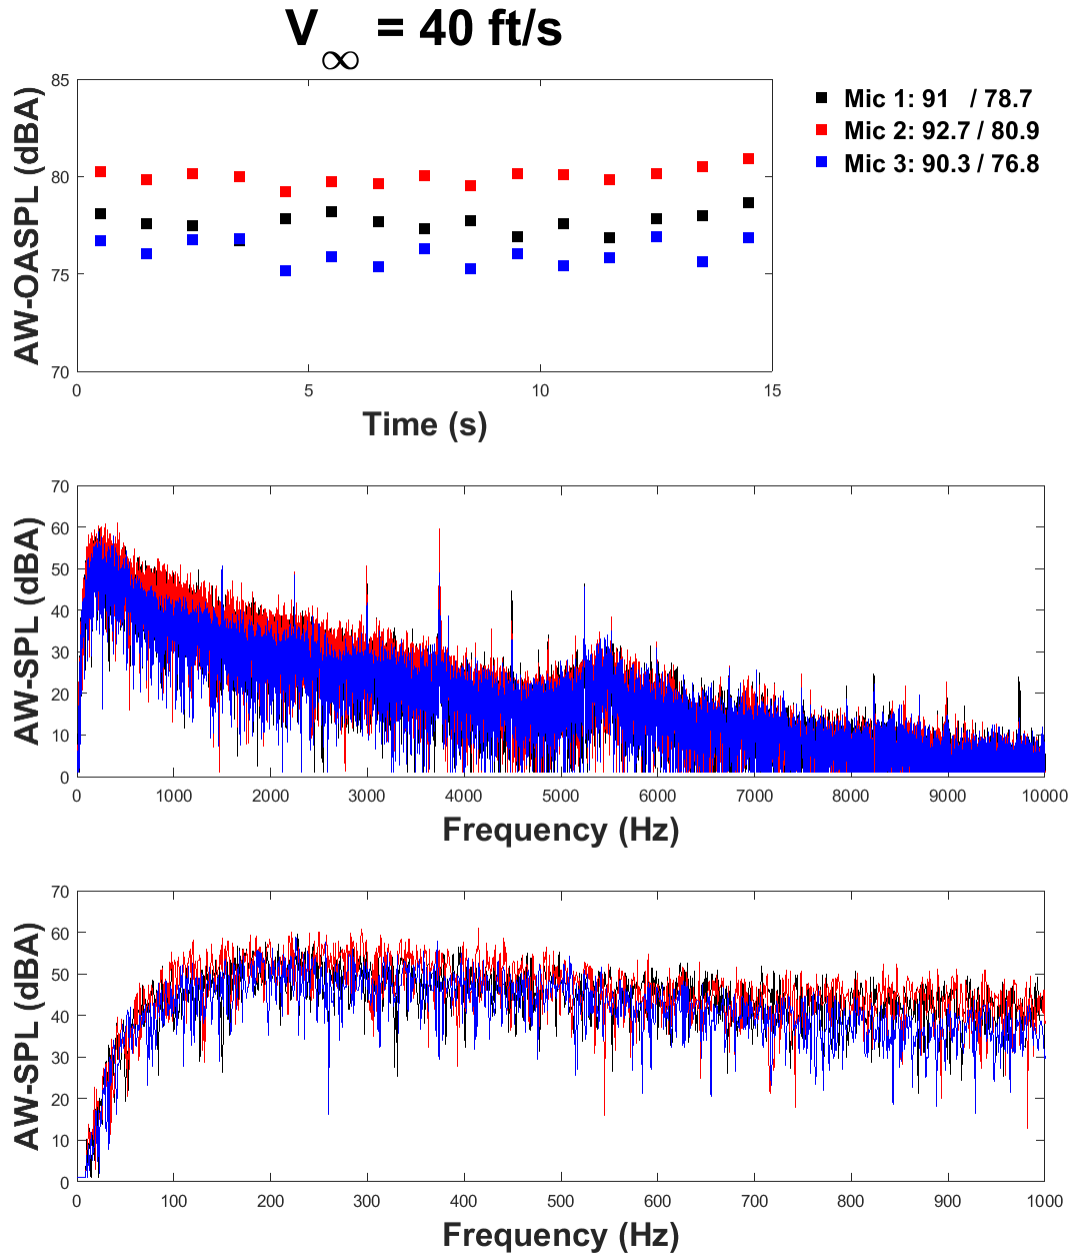 V∞ = 40 ft/s
Mic 1: 91 / 78.7
Mic 2: 92.7 / 80.9
Mic 3: 90.3 / 76.8
AW-OASPL (dBA)
85
80
75
70
0 5 10 15
Time (s)
AW-SPL (dBA)
70
60
50
40
30
20
10
0
0 1000 2000 3000 4000 5000 6000 7000 8000 9000 10000
Frequency (Hz)
AW-SPL (dBA)
70
60
50
40
30
20
10
0
0 100 200 300 400 500 600 700 800 900 1000
Frequency (Hz)